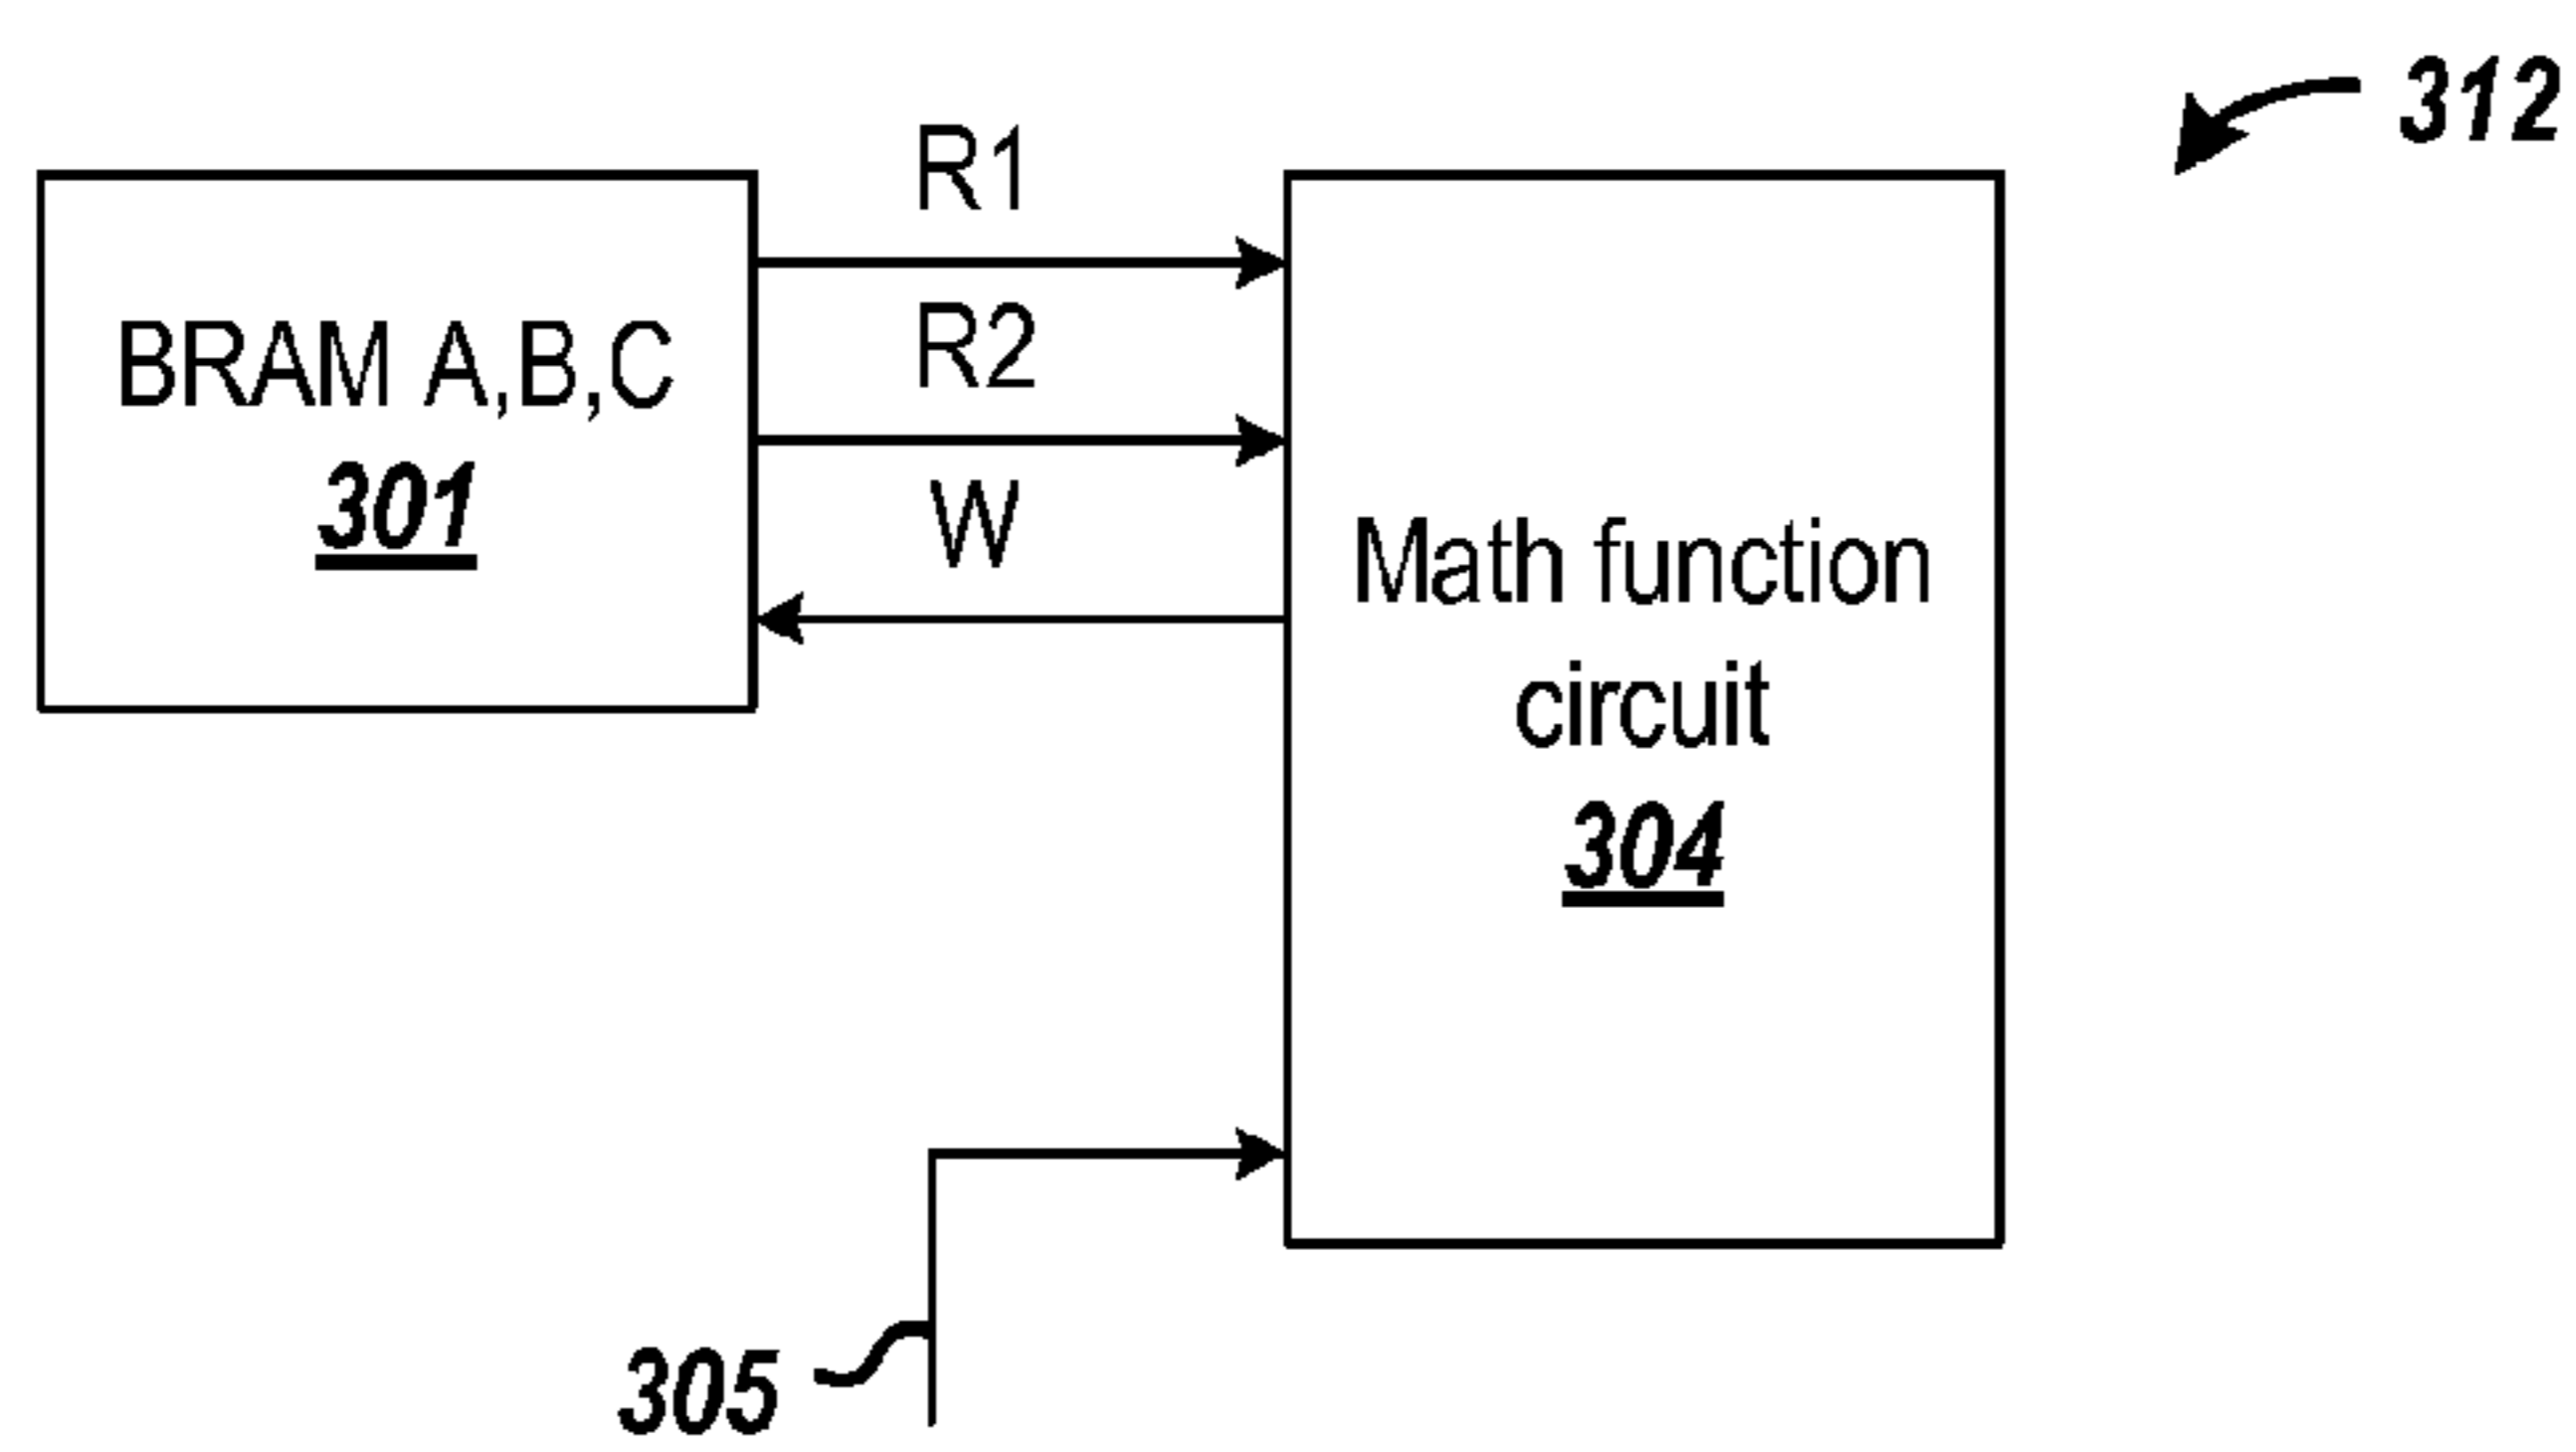 312
R1
BRAM A,B,C
301
R2
W
Math function
circuit
304
305